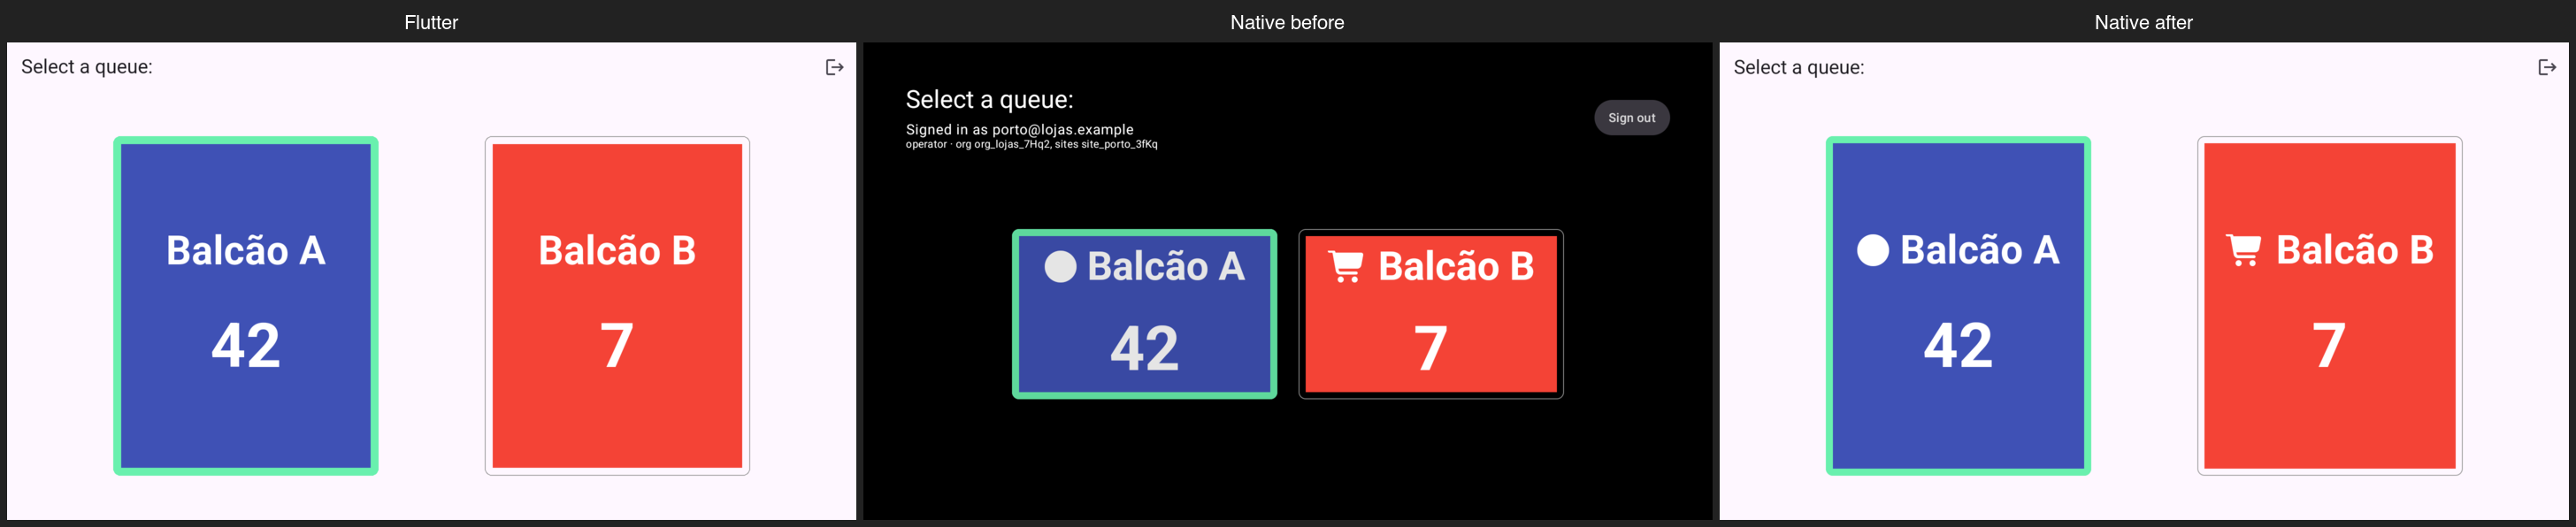 Flutter
Select a queue:
Balcão A
42
Balcão B
7
Native before
Select a queue:
Signed in as porto@lojas.example
operator · org org_lojas_7Hq2, sites site_porto_3fKq
Sign out
Balcão A
42
Balcão B
7
Native after
Select a queue:
Balcão A
42
Balcão B
7